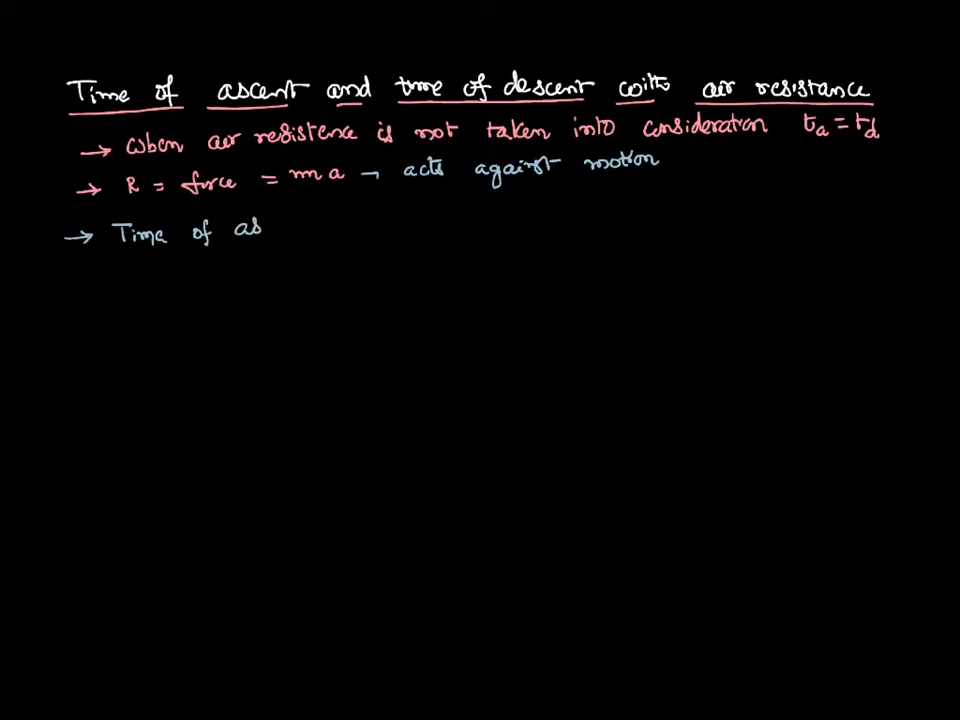 Time of ascent and time of descent with air resistance
→ When air resistence is not taken into consideration ta = td
→ R = force = ma → acts against motion
→ Time of as